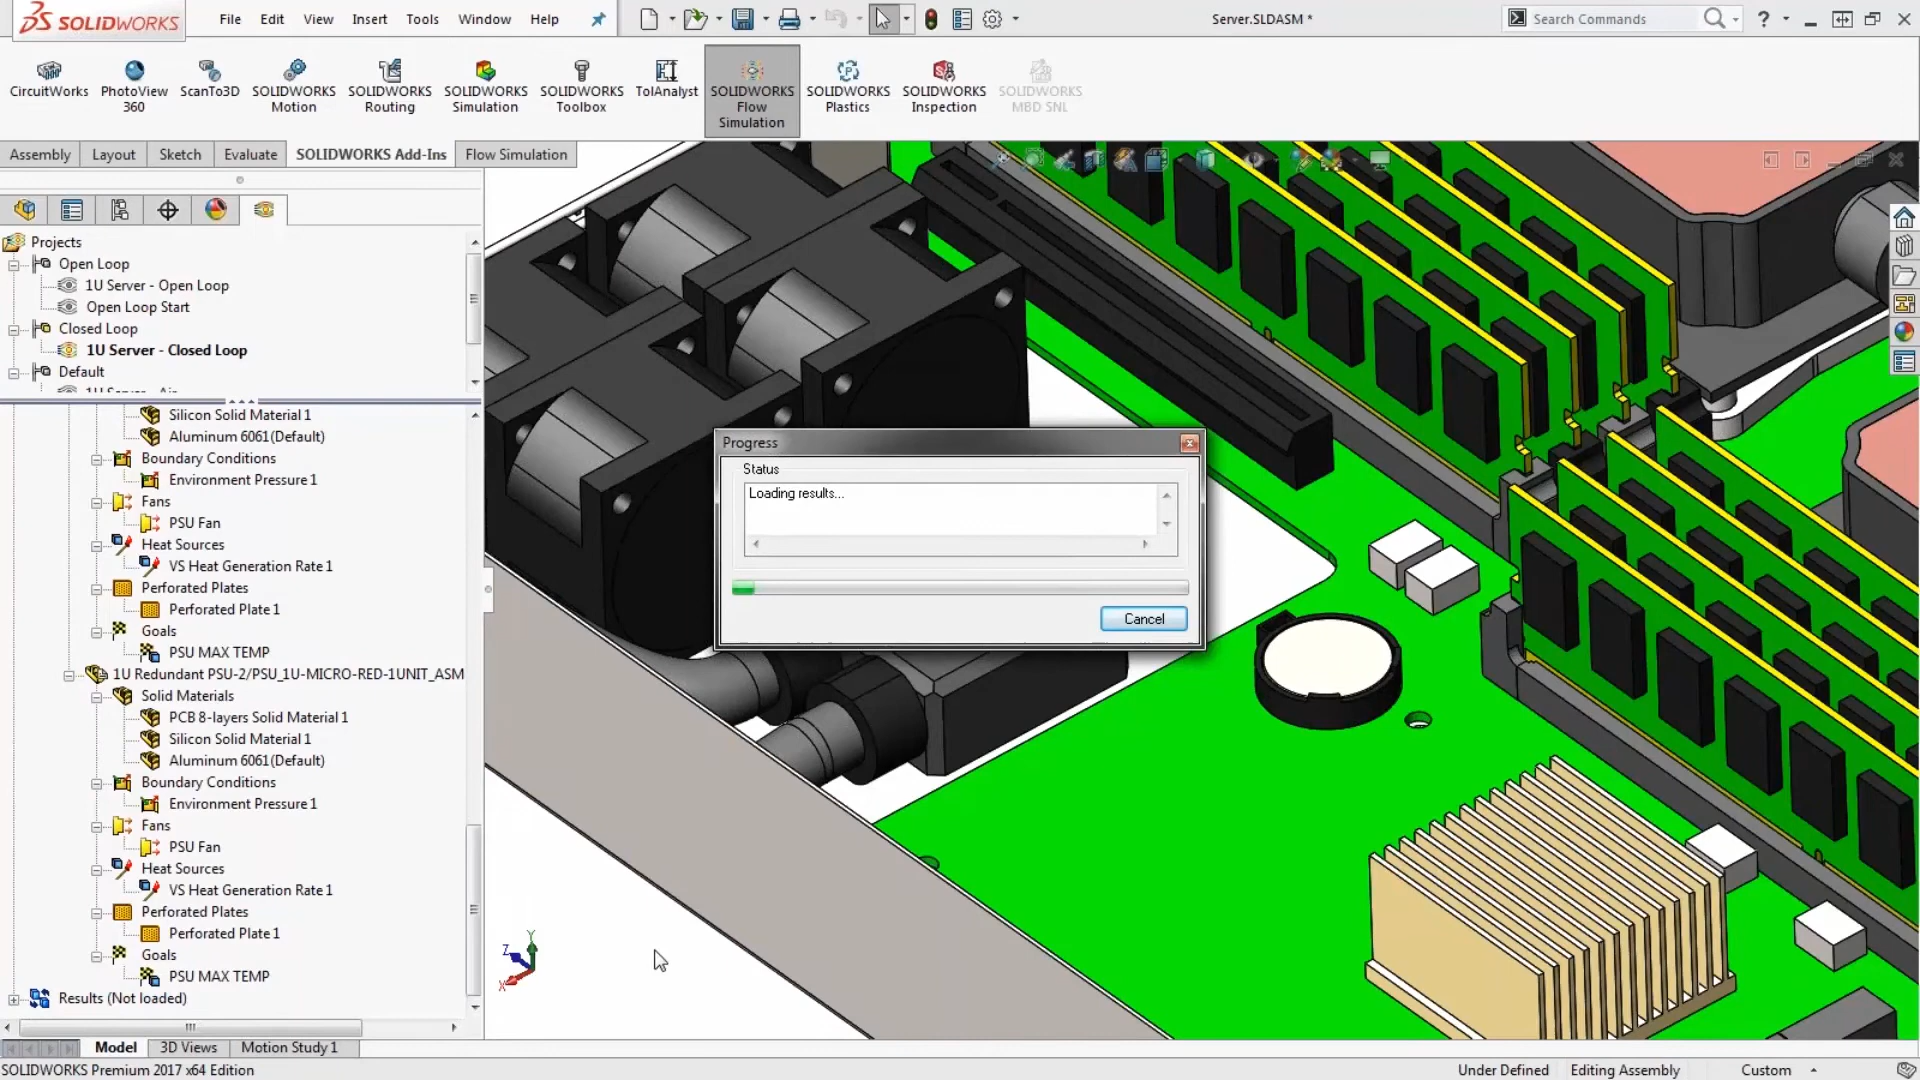 SOLIDWORKS File Edit View Insert Tools Window Help Server.SLDASM * Search Commands ?
CircuitWorks PhotoView 360 ScanTo3D SOLIDWORKS Motion SOLIDWORKS Routing SOLIDWORKS Simulation SOLIDWORKS Toolbox TolAnalyst SOLIDWORKS Flow Simulation SOLIDWORKS Plastics SOLIDWORKS Inspection SOLIDWORKS MBD SNL
Assembly Layout Sketch Evaluate SOLIDWORKS Add-Ins Flow Simulation
Projects
Open Loop
1U Server - Open Loop
Open Loop Start
Closed Loop
1U Server - Closed Loop
Default
Silicon Solid Material 1
Aluminum 6061(Default)
Boundary Conditions
Environment Pressure 1
Fans
PSU Fan
Heat Sources
VS Heat Generation Rate 1
Perforated Plates
Perforated Plate 1
Goals
PSU MAX TEMP
1U Redundant PSU-2/PSU_1U-MICRO-RED-1UNIT_ASM
Solid Materials
PCB 8-layers Solid Material 1
Silicon Solid Material 1
Aluminum 6061(Default)
Boundary Conditions
Environment Pressure 1
Fans
PSU Fan
Heat Sources
VS Heat Generation Rate 1
Perforated Plates
Perforated Plate 1
Goals
PSU MAX TEMP
Results (Not loaded)
Progress
Status
Loading results...
Cancel
Z Y X
Model 3D Views Motion Study 1
SOLIDWORKS Premium 2017 x64 Edition Under Defined Editing Assembly Custom